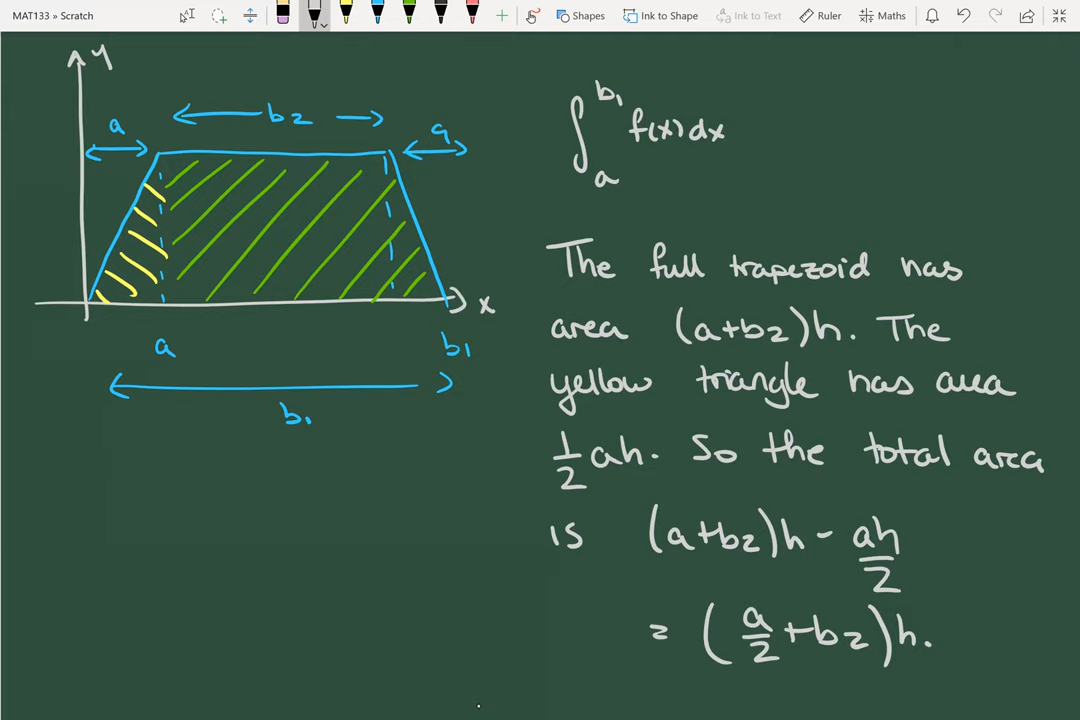 MAT133 » Scratch
Shapes
Ink to Shape
Ink to Text
Ruler
Maths
y
b2
a
a
x
a
b1
b1
∫_a^{b1} f(x)dx
The full trapezoid has
area (a+b2)h. The
yellow triangle has area
1/2 ah. So the total area
is (a+b2)h - ah/2
= (a/2+b2)h.